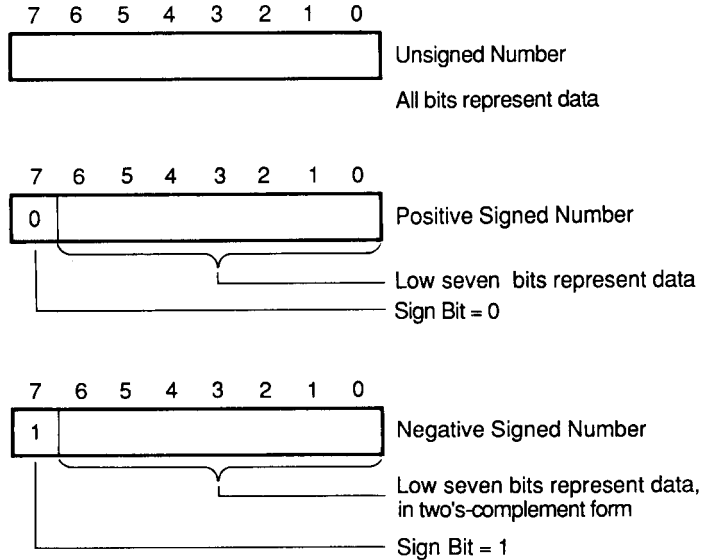 7 6 5 4 3 2 1 0
Unsigned Number
All bits represent data
7 6 5 4 3 2 1 0
0
Positive Signed Number
Low seven bits represent data
Sign Bit = 0
7 6 5 4 3 2 1 0
1
Negative Signed Number
Low seven bits represent data,
in two's-complement form
Sign Bit = 1